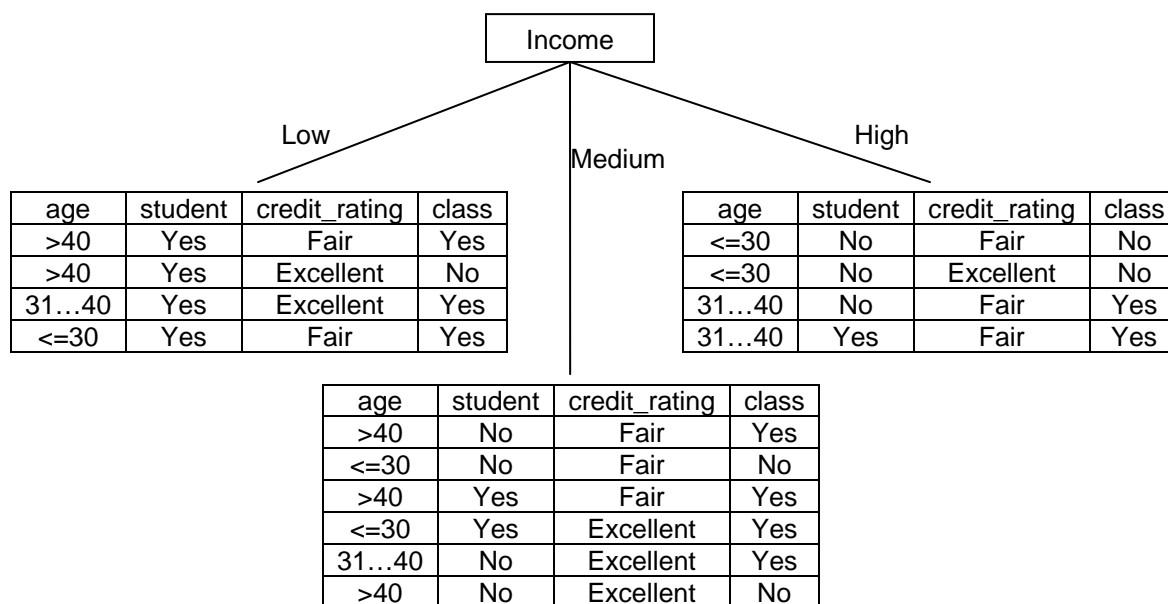 Income
Low
Medium
High
age student credit_rating class
>40 Yes Fair Yes
>40 Yes Excellent No
31…40 Yes Excellent Yes
<=30 Yes Fair Yes
age student credit_rating class
<=30 No Fair No
<=30 No Excellent No
31…40 No Fair Yes
31…40 Yes Fair Yes
age student credit_rating class
>40 No Fair Yes
<=30 No Fair No
>40 Yes Fair Yes
<=30 Yes Excellent Yes
31…40 No Excellent Yes
>40 No Excellent No